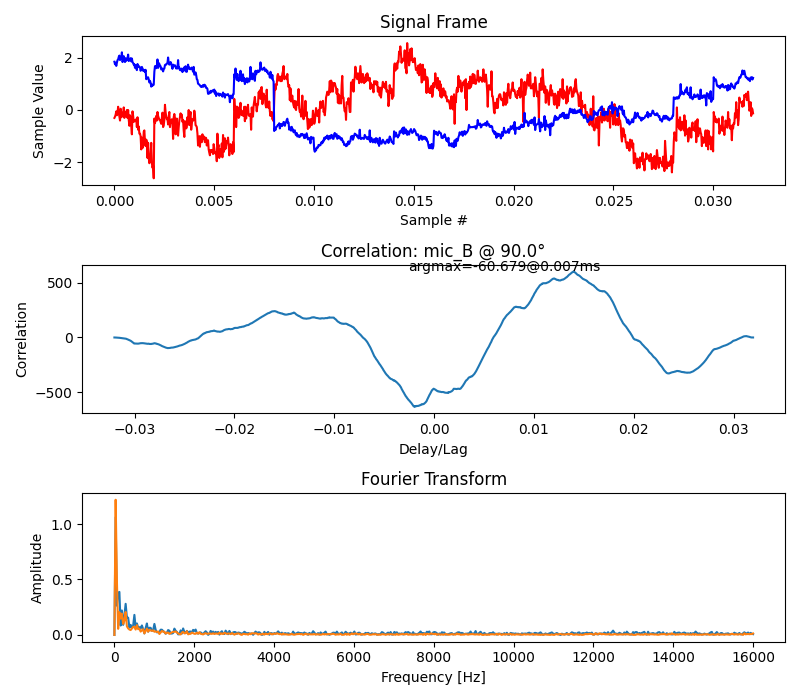 Signal Frame
Sample Value
2
0
−2
0.000 0.005 0.010 0.015 0.020 0.025 0.030
Sample #
Correlation: mic_B @ 90.0°
argmax=-60.679@0.007ms
Correlation
500
0
−500
−0.03 −0.02 −0.01 0.00 0.01 0.02 0.03
Delay/Lag
Fourier Transform
Amplitude
1.0
0.5
0.0
0 2000 4000 6000 8000 10000 12000 14000 16000
Frequency [Hz]